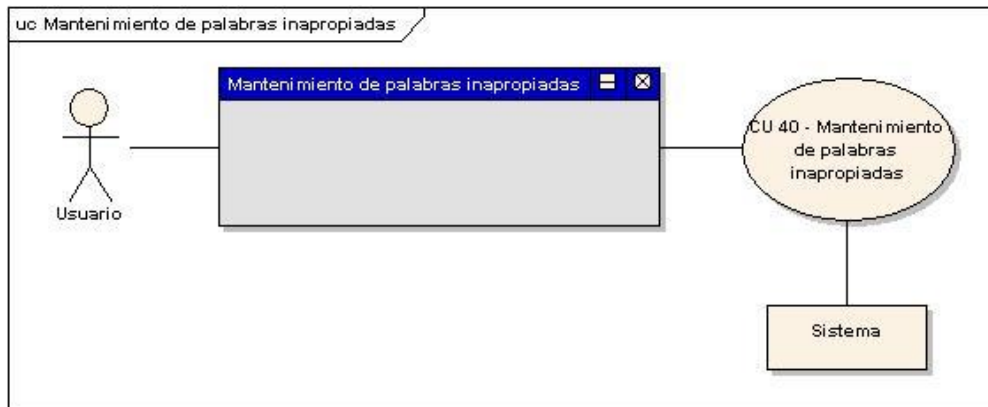 uc Mantenimiento de palabras inapropiadas
Mantenimiento de palabras inapropiadas
Usuario
CU 40 - Mantenimiento
de palabras
inapropiadas
Sistema